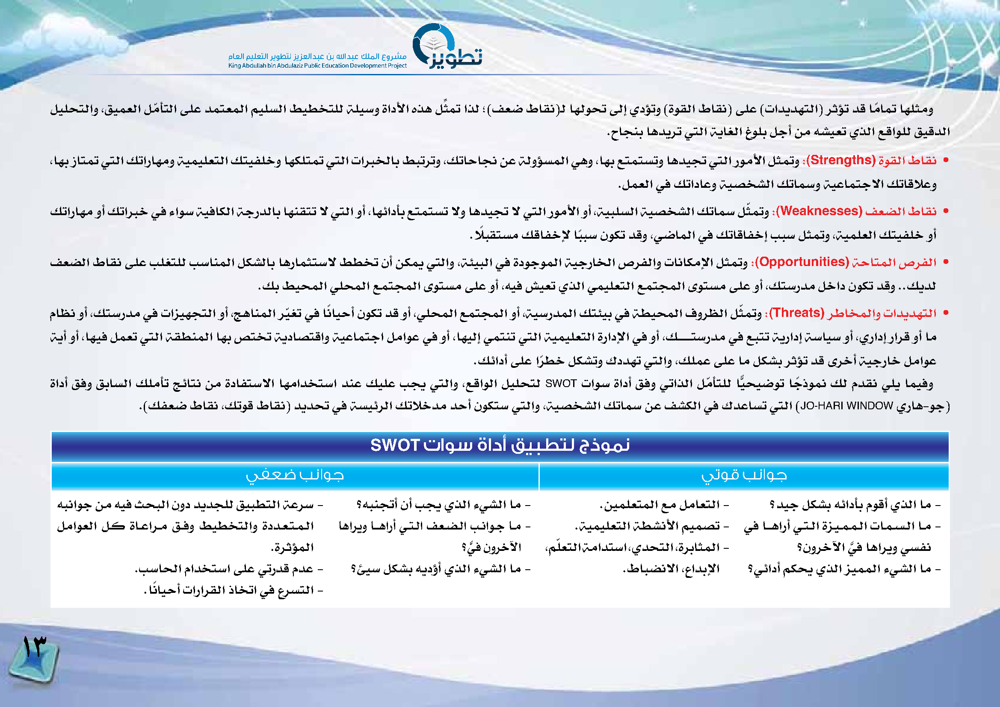 تطوير
مشروع الملك عبدالله بن عبدالعزيز لتطوير التعليم العام
King Abdullah bin Abdulaziz Public Education Development Project
ومثلها تمامًا قد تؤثر (التهديدات) على (نقاط القوة) وتؤدي إلى تحولها لـ(نقاط ضعف)؛ لذا تمثِّل هذه الأداة وسيلة للتخطيط السليم المعتمد على التأمّل العميق، والتحليل
الدقيق للواقع الذي تعيشه من أجل بلوغ الغاية التي تريدها بنجاح.
• نقاط القوة (Strengths): وتمثل الأمور التي تجيدها وتستمتع بها، وهي المسؤولة عن نجاحاتك، وترتبط بالخبرات التي تمتلكها وخلفيتك التعليمية ومهاراتك التي تمتاز بها،
وعلاقاتك الاجتماعية وسماتك الشخصية وعاداتك في العمل.
• نقاط الضعف (Weaknesses): وتمثّل سماتك الشخصية السلبية، أو الأمور التي لا تجيدها ولا تستمتع بأدائها، أو التي لا تتقنها بالدرجة الكافية سواء في خبراتك أو مهاراتك
أو خلفيتك العلمية، وتمثل سبب إخفاقاتك في الماضي، وقد تكون سببًا لإخفاقك مستقبلًا.
• الفرص المتاحة (Opportunities): وتمثل الإمكانات والفرص الخارجية الموجودة في البيئة، والتي يمكن أن تخطط لاستثمارها بالشكل المناسب للتغلب على نقاط الضعف
لديك.. وقد تكون داخل مدرستك، أو على مستوى المجتمع التعليمي الذي تعيش فيه، أو على مستوى المجتمع المحلي المحيط بك.
• التهديدات والمخاطر (Threats): وتمثّل الظروف المحيطة في بيئتك المدرسية، أو المجتمع المحلي، أو قد تكون أحيانًا في تغيّر المناهج، أو التجهيزات في مدرستك، أو نظام
ما أو قرار إداري، أو سياسة إدارية تتبع في مدرستـــك، أو في الإدارة التعليمية التي تنتمي إليها، أو في عوامل اجتماعية واقتصادية تختص بها المنطقة التي تعمل فيها، أو أية
عوامل خارجية أخرى قد تؤثر بشكل ما على عملك، والتي تهددك وتشكل خطرًا على أدائك.
وفيما يلي نقدم لك نموذجًا توضيحيًّا للتأمّل الذاتي وفق أداة سوات SWOT لتحليل الواقع، والتي يجب عليك عند استخدامها الاستفادة من نتائج تأملك السابق وفق أداة
(جو-هاري JO-HARI WINDOW) التي تساعدك في الكشف عن سماتك الشخصية، والتي ستكون أحد مدخلاتك الرئيسة في تحديد (نقاط قوتك، نقاط ضعفك).
نموذج لتطبيق أداة سوات SWOT
جوانب قوتي
- ما الذي أقوم بأدائه بشكل جيد؟
- ما السمات المميزة التي أراها في
نفسي ويراها فيَّ الآخرون؟
- ما الشيء المميز الذي يحكم أدائي؟
- التعامل مع المتعلمين.
- تصميم الأنشطة التعليمية.
- المثابرة، التحدي، استدامة التعلّم،
الإبداع، الانضباط.
جوانب ضعفي
- ما الشيء الذي يجب أن أتجنبه؟
- ما جوانب الضعف التي أراها ويراها
الآخرون فيَّ؟
- ما الشيء الذي أؤديه بشكل سيئ؟
- سرعة التطبيق للجديد دون البحث فيه من جوانبه
المتعددة والتخطيط وفق مراعاة كل العوامل
المؤثرة.
- عدم قدرتي على استخدام الحاسب.
- التسرع في اتخاذ القرارات أحيانًا.
١٣